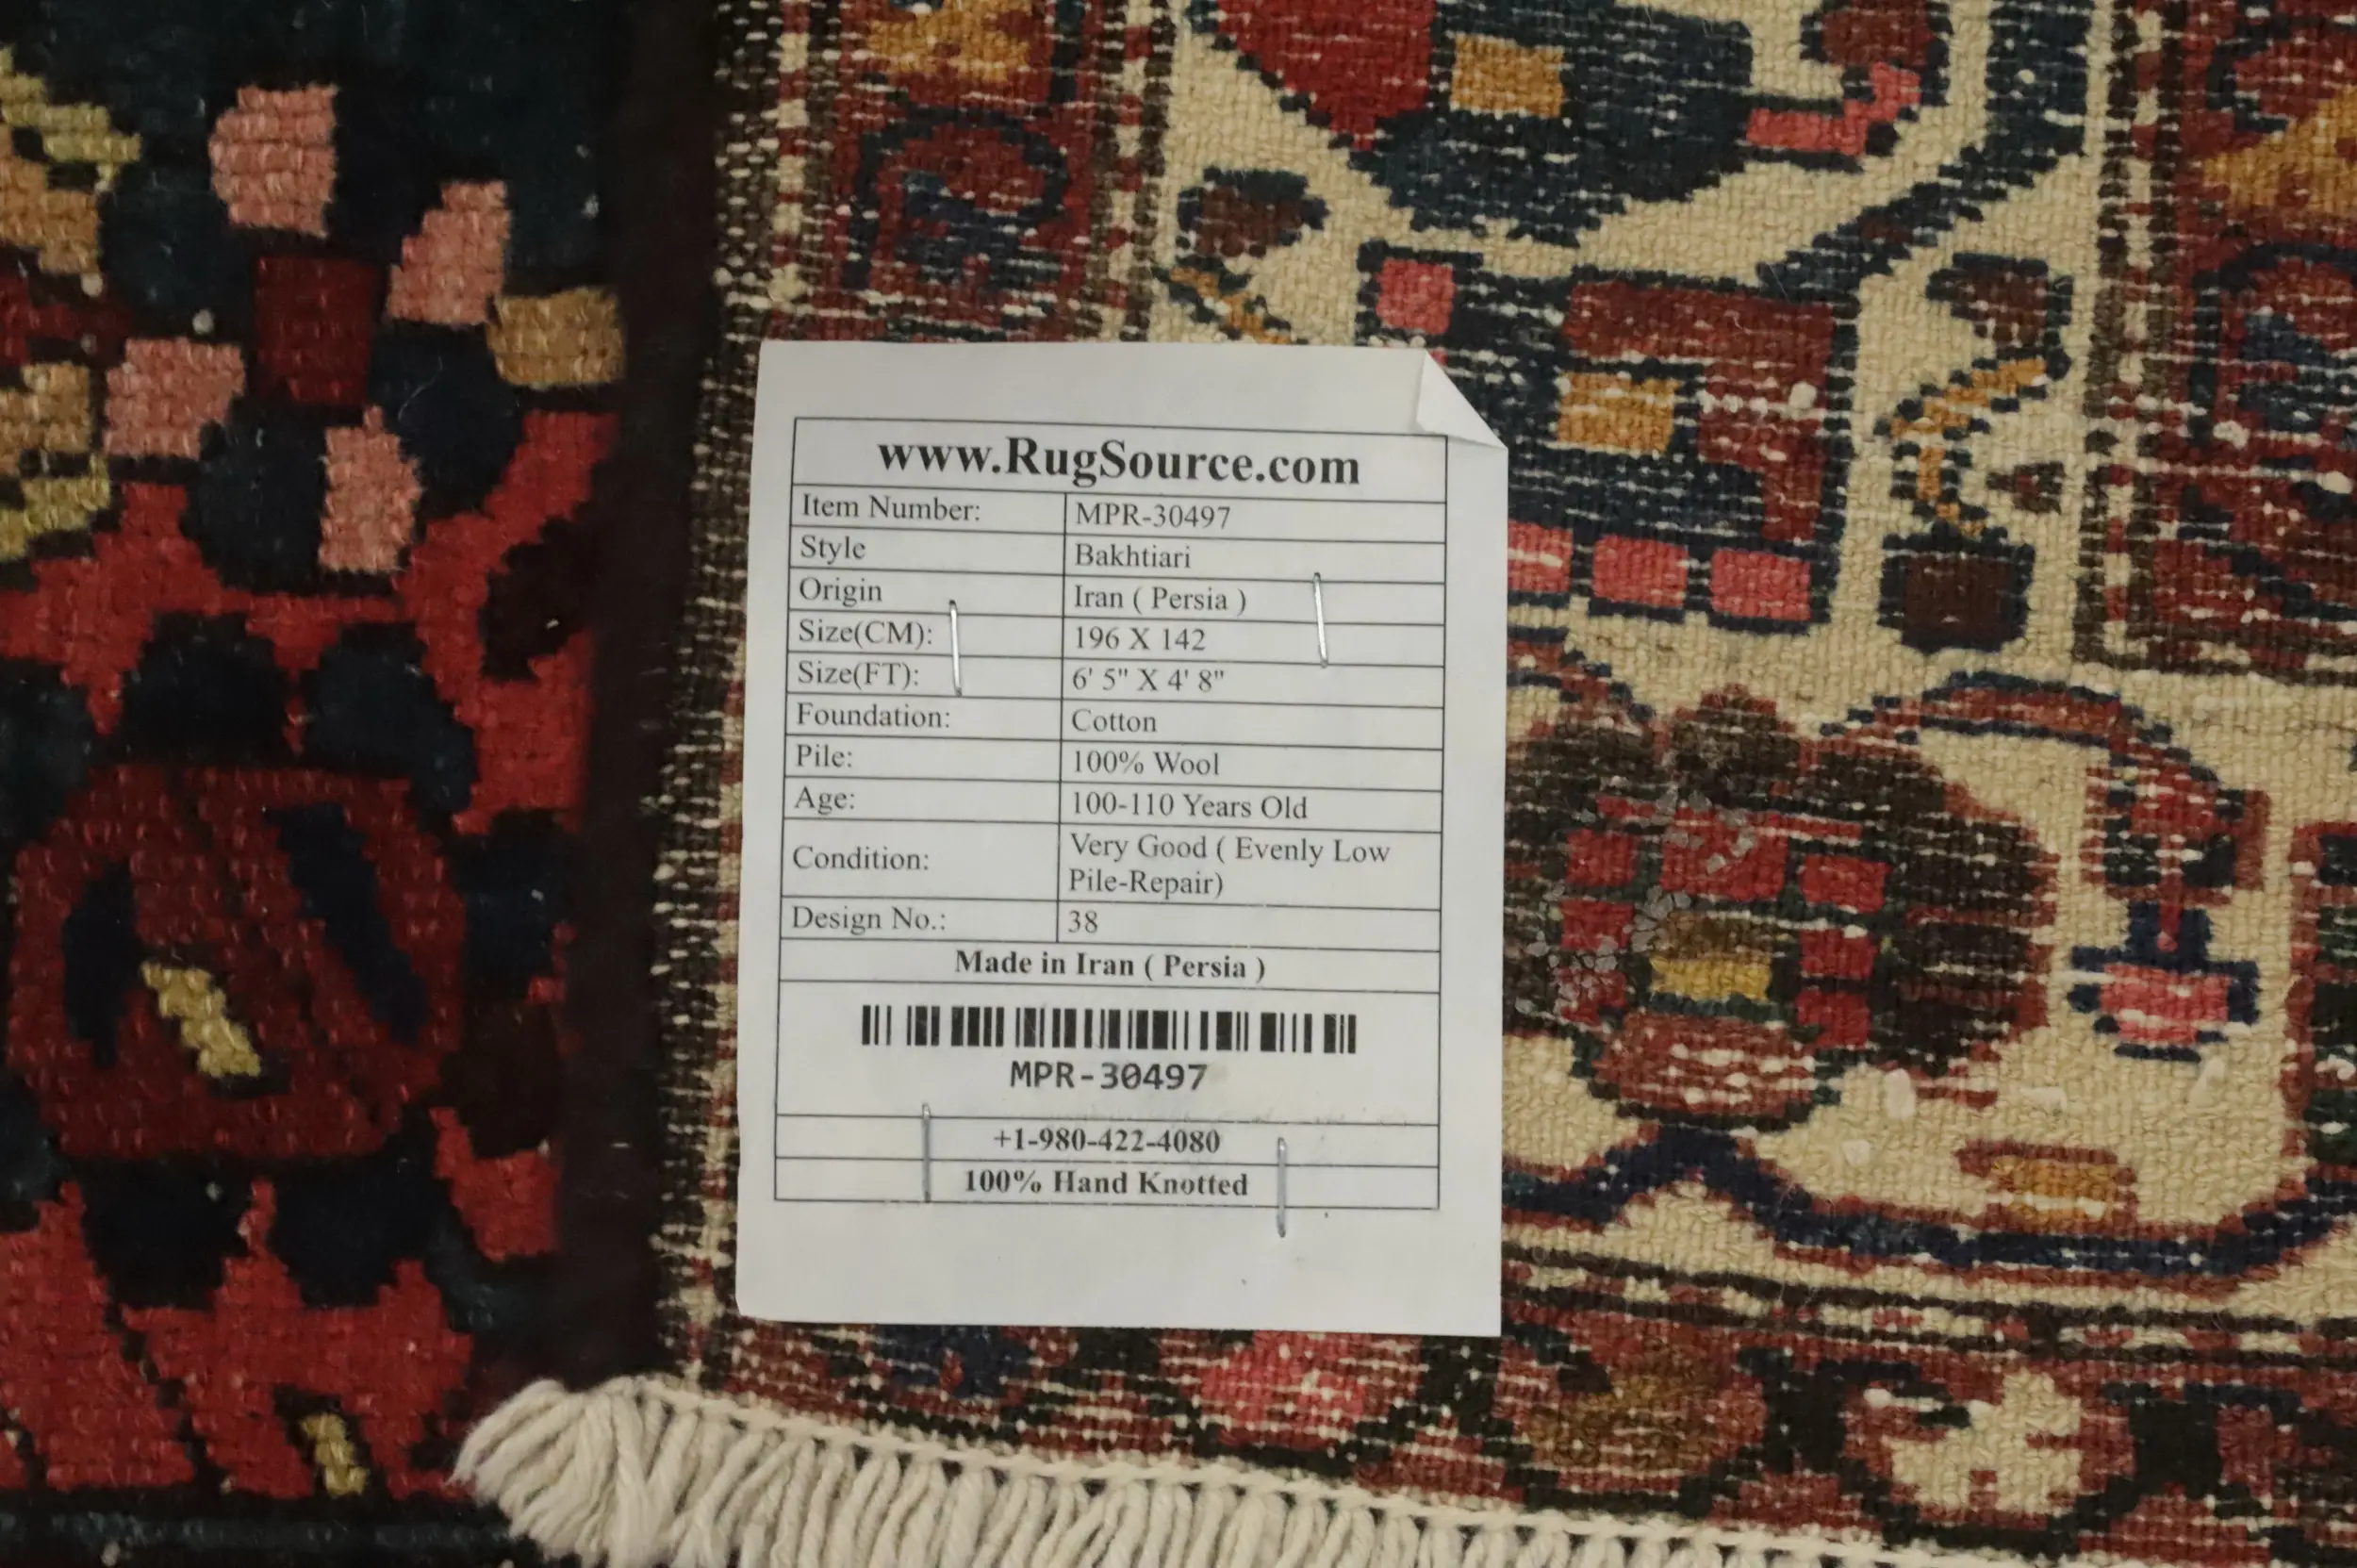 www.RugSource.com
Item Number: MPR-30497
Style Bakhtiari
Origin Iran ( Persia )
Size(CM): 196 X 142
Size(FT): 6' 5" X 4' 8"
Foundation: Cotton
Pile: 100% Wool
Age: 100-110 Years Old
Condition: Very Good ( Evenly Low
Pile-Repair)
Design No.: 38
Made in Iran ( Persia )
MPR-30497
+1-980-422-4080
100% Hand Knotted